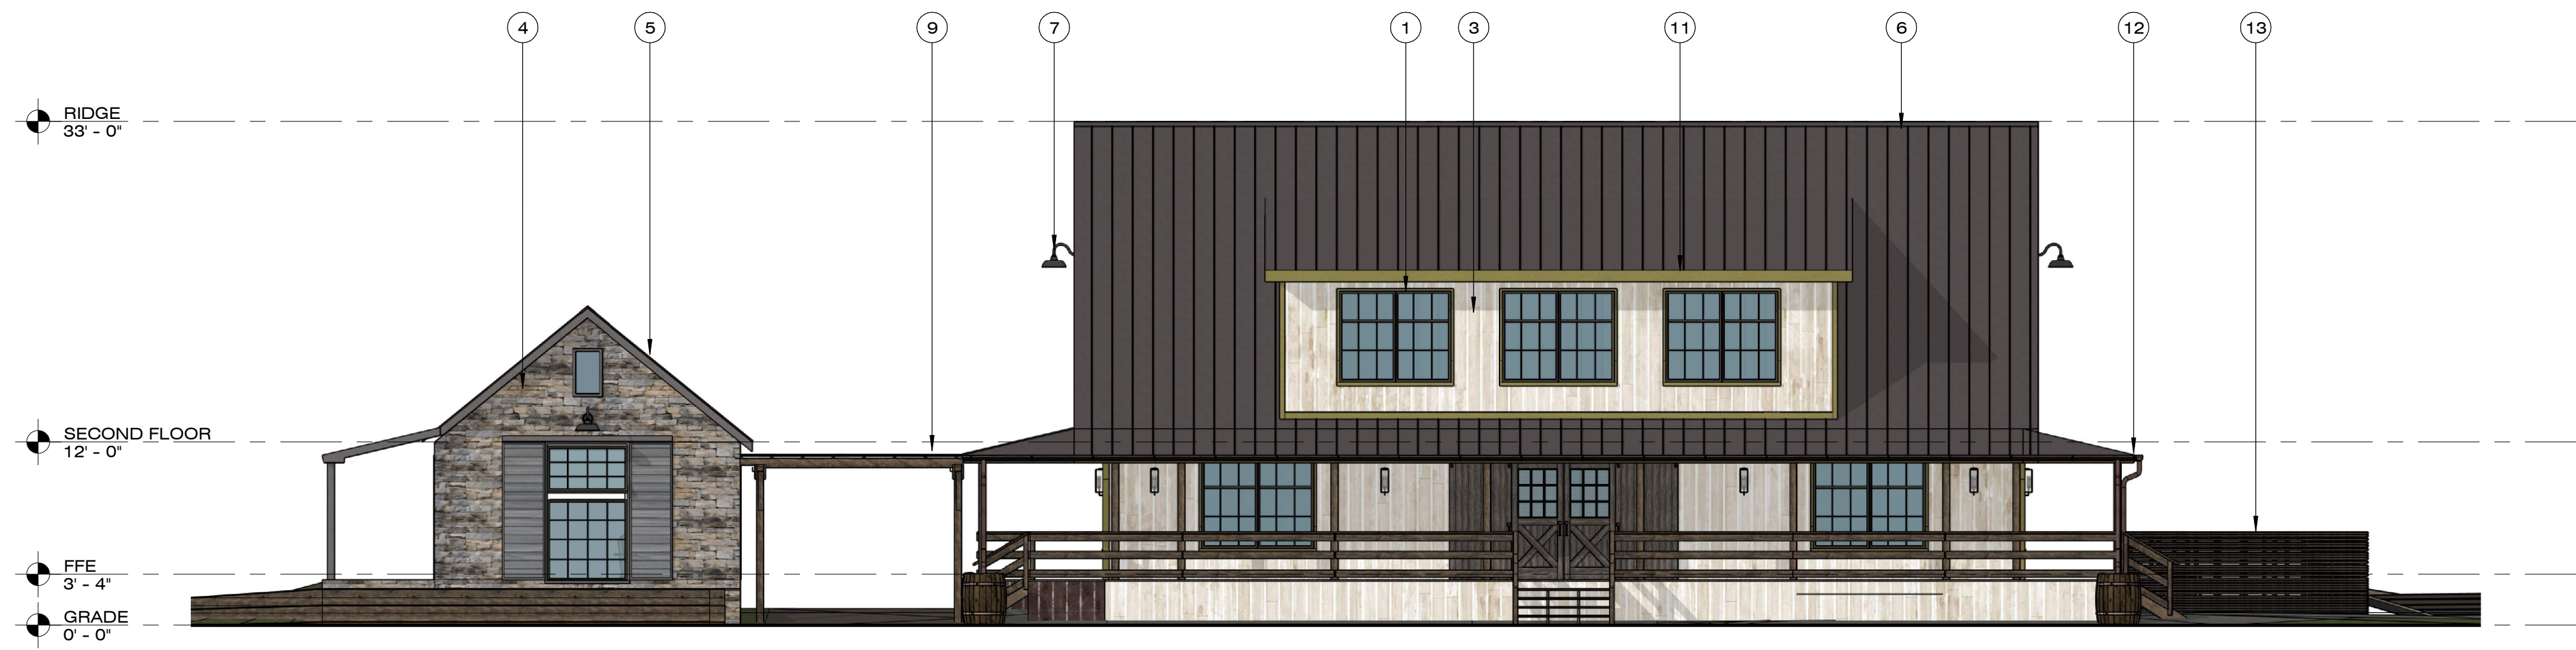 4 5 9 7 1 3 11 6 12 13
RIDGE
33' - 0"
SECOND FLOOR
12' - 0"
FFE
3' - 4"
GRADE
0' - 0"